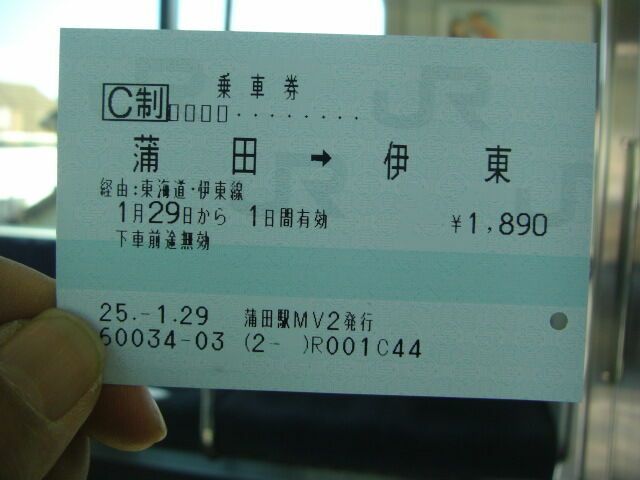 乗車券
C制 □□□□・・・・・・・・
蒲田 ➡ 伊東
経由:東海道・伊東線
1月29日から 1日間有効 ¥1,890
下車前途無効
25.-1.29 蒲田駅MV2発行
60034-03 (2- )R001C44